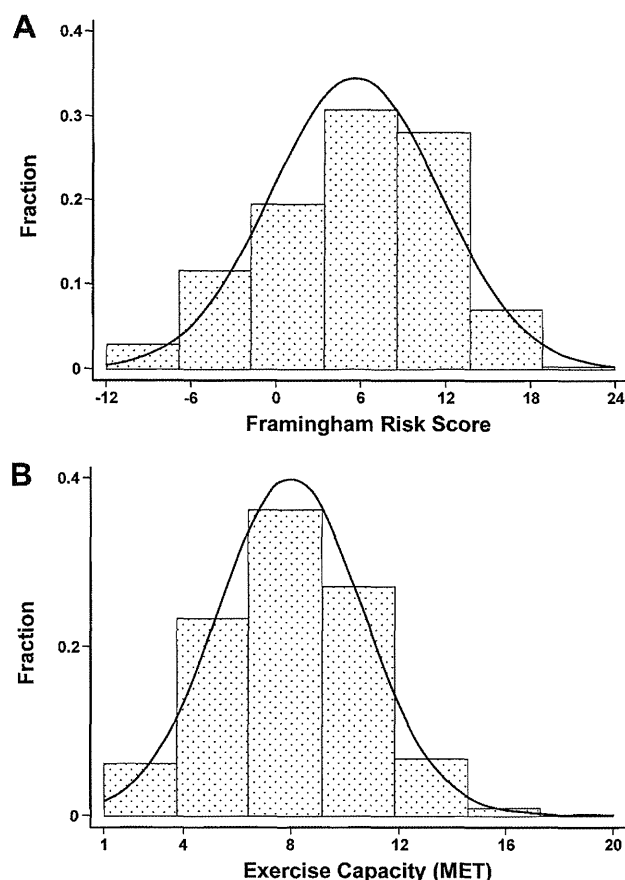 A
0.4
0.3
0.2
0.1
0
Fraction
-12 -6 0 6 12 18 24
Framingham Risk Score
B
0.4
0.2
0
Fraction
1 4 8 12 16 20
Exercise Capacity (MET)